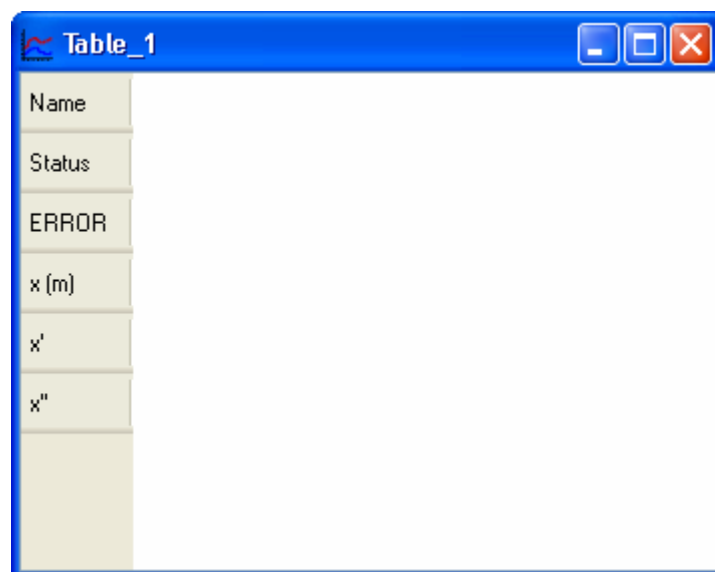 Table_1
Name
Status
ERROR
x (m)
x'
x"